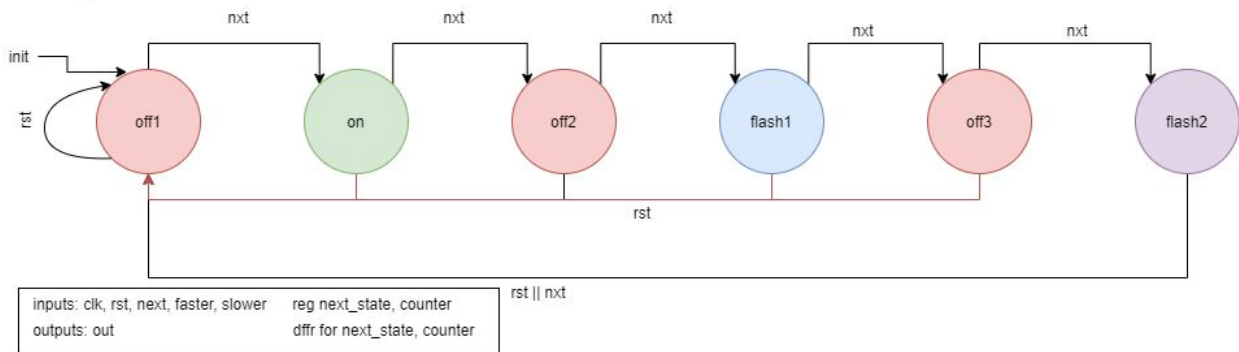 nxt
nxt
nxt
nxt
nxt
init
rst
off1
on
off2
flash1
off3
flash2
rst
rst || nxt
inputs: clk, rst, next, faster, slower
reg next_state, counter
outputs: out
dffr for next_state, counter